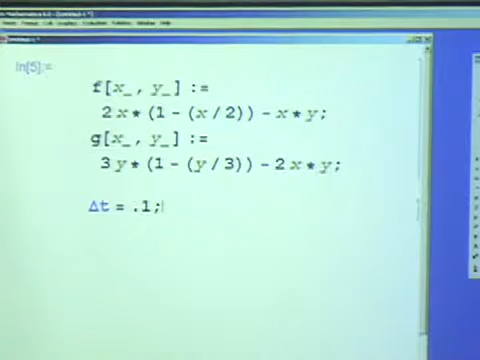 In[5]:=
f[x_, y_] :=
2 x * (1 - (x / 2)) - x * y;
g[x_, y_] :=
3 y * (1 - (y / 3)) - 2 x * y;
Δt = .1;